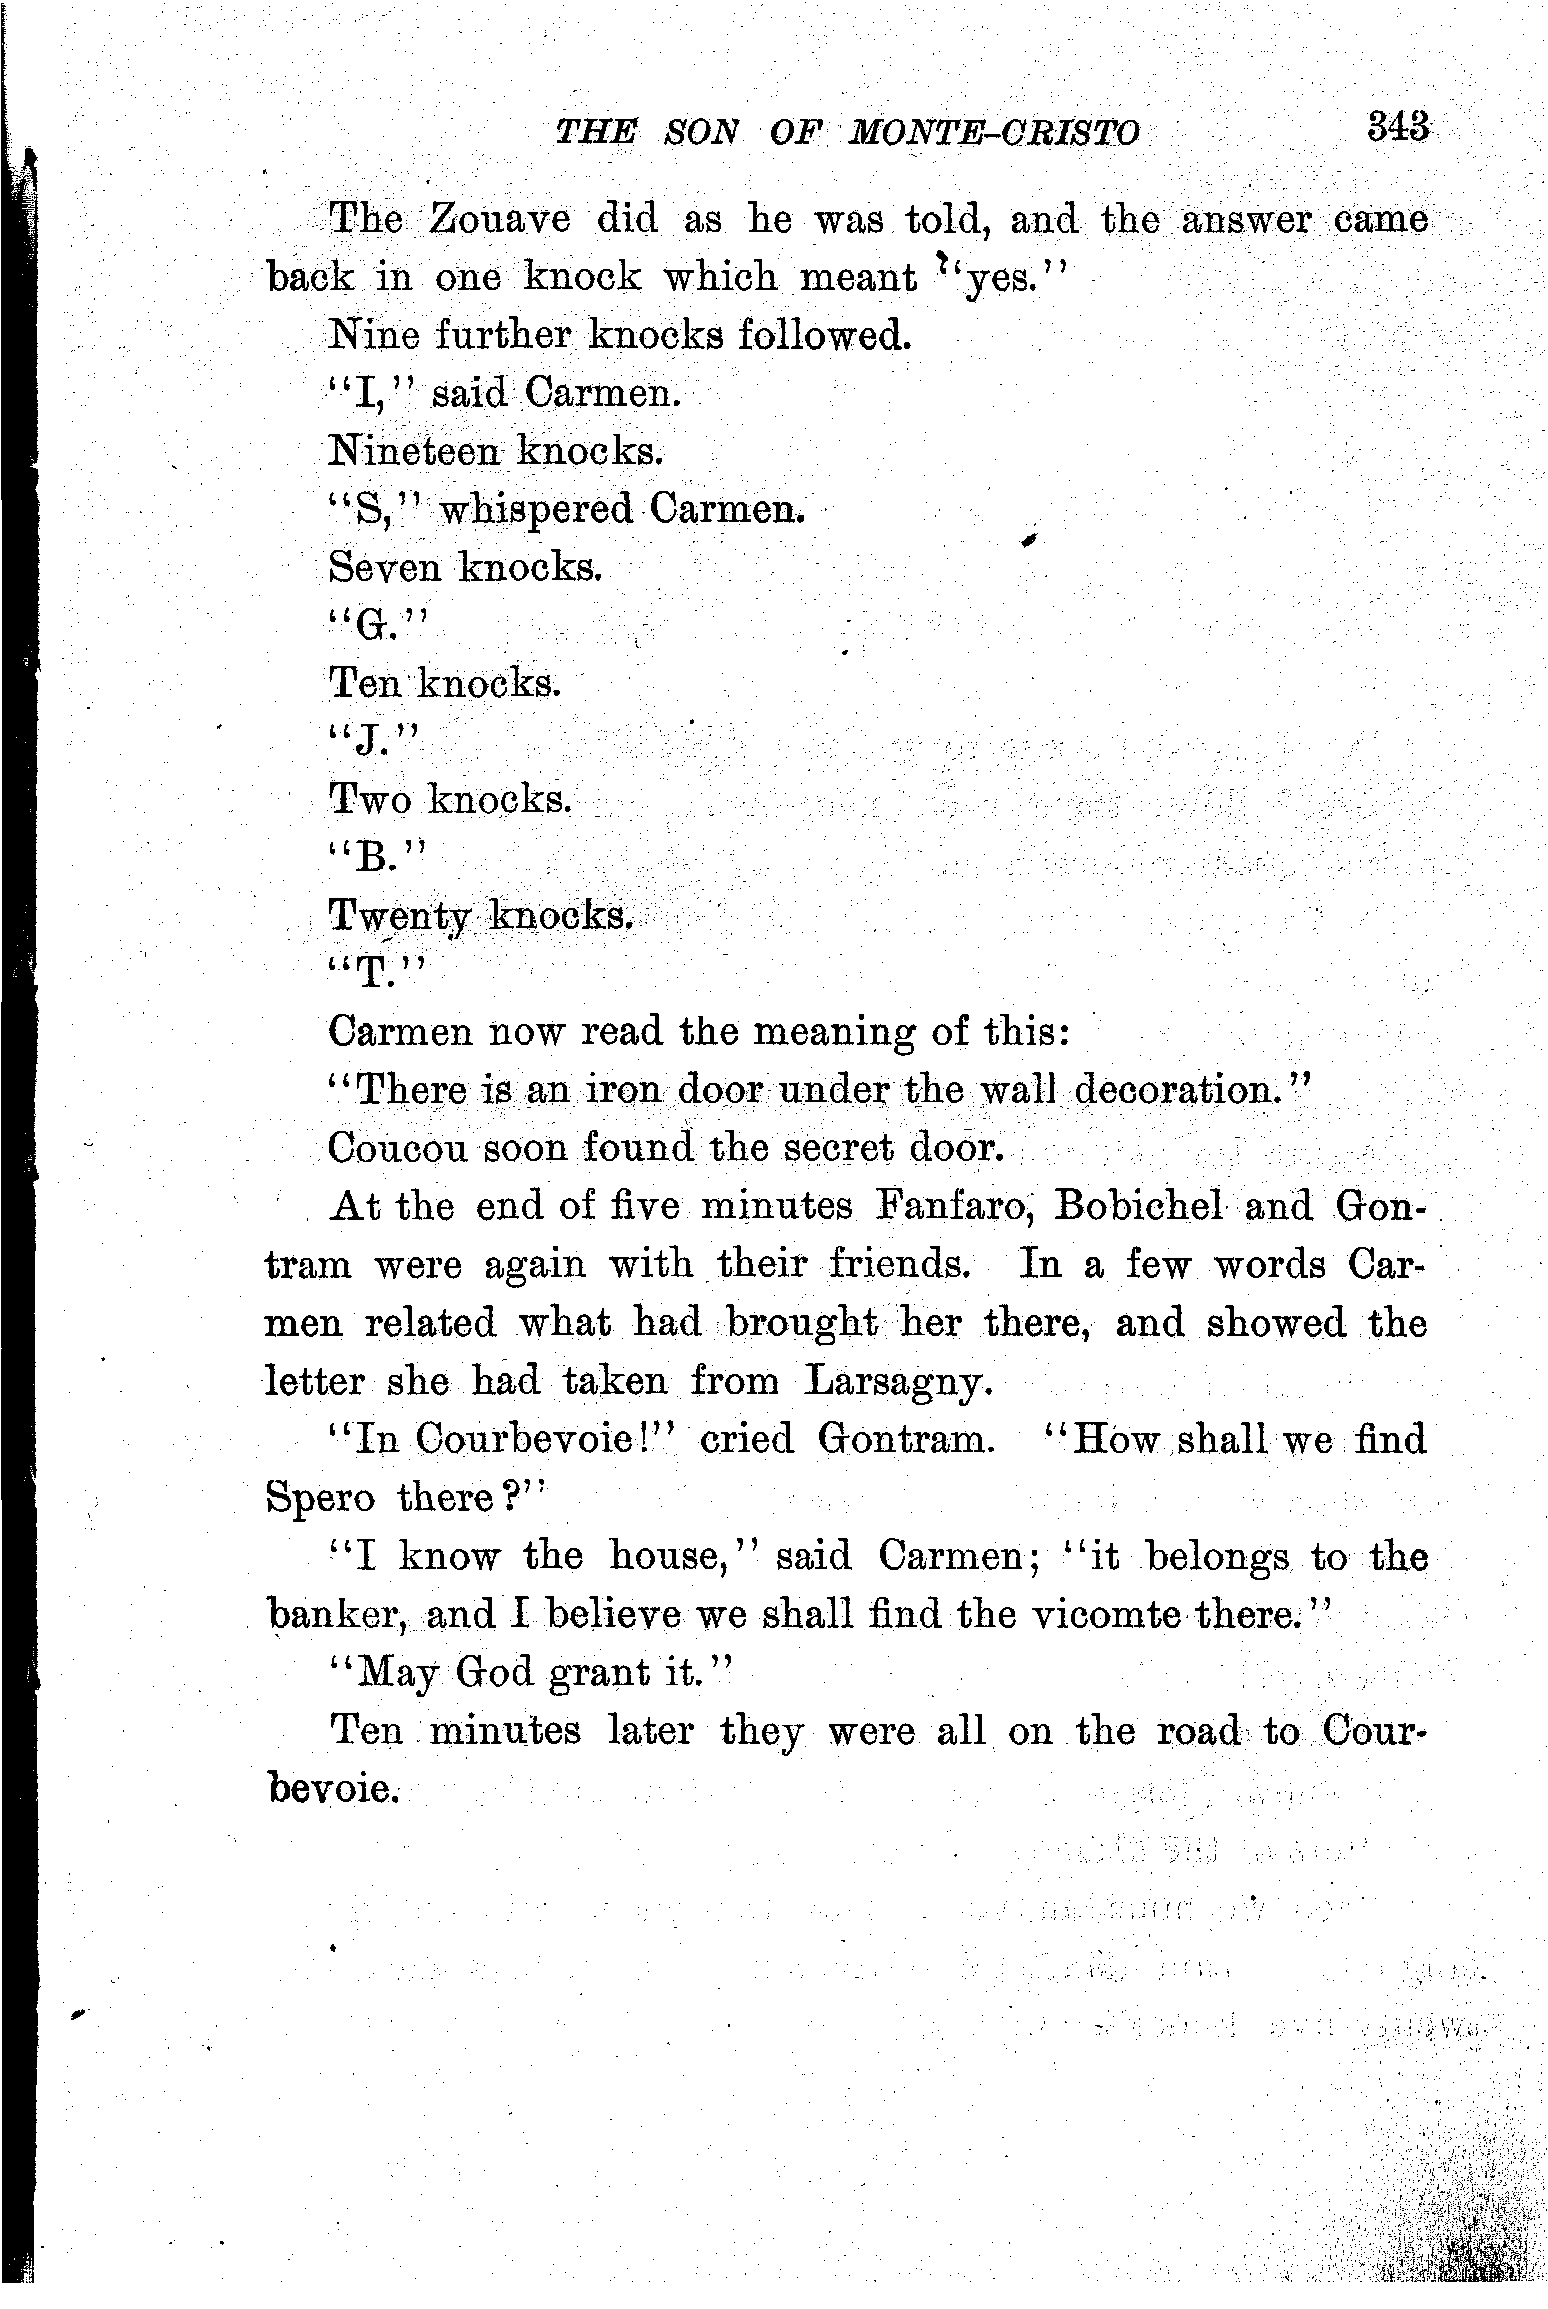 THE SON OF MONTE-CRISTO 343
The Zouave did as he was told, and the answer came
back in one knock which meant "yes."
Nine further knocks followed.
"I," said Carmen.
Nineteen knocks.
"S," whispered Carmen.
Seven knocks.
"G."
Ten knocks.
"J."
Two knocks.
"B."
Twenty knocks.
"T."
Carmen now read the meaning of this:
"There is an iron door under the wall decoration."
Coucou soon found the secret door.
At the end of five minutes Fanfaro, Bobichel and Gon-
tram were again with their friends. In a few words Car-
men related what had brought her there, and showed the
letter she had taken from Larsagny.
"In Courbevoie!" cried Gontram. "How shall we find
Spero there?"
"I know the house," said Carmen; "it belongs to the
banker, and I believe we shall find the vicomte there."
"May God grant it."
Ten minutes later they were all on the road to Cour-
bevoie.